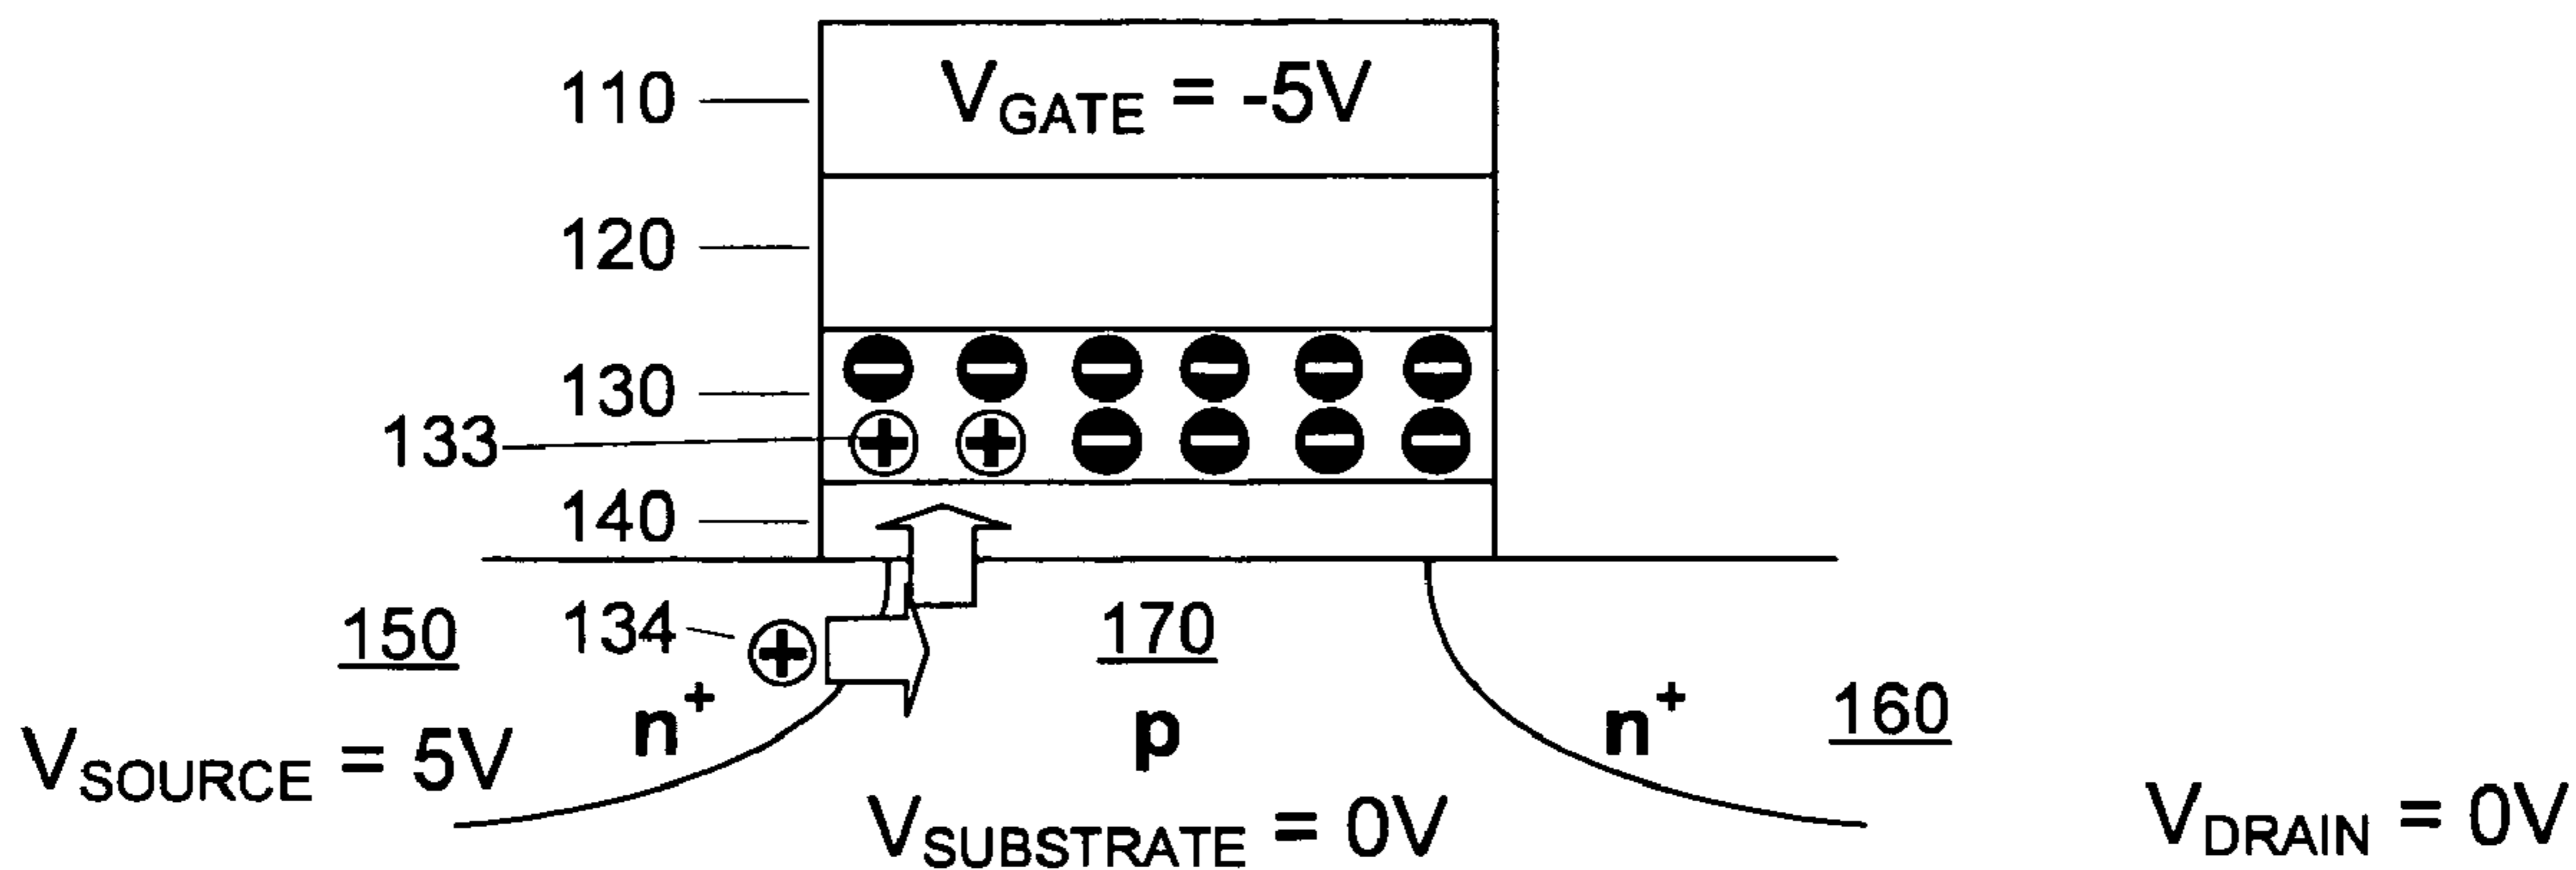 110
V_GATE = -5V
120
130
133
140
150
134
170
n⁺
p
n⁺
160
V_SOURCE = 5V
V_SUBSTRATE = 0V
V_DRAIN = 0V